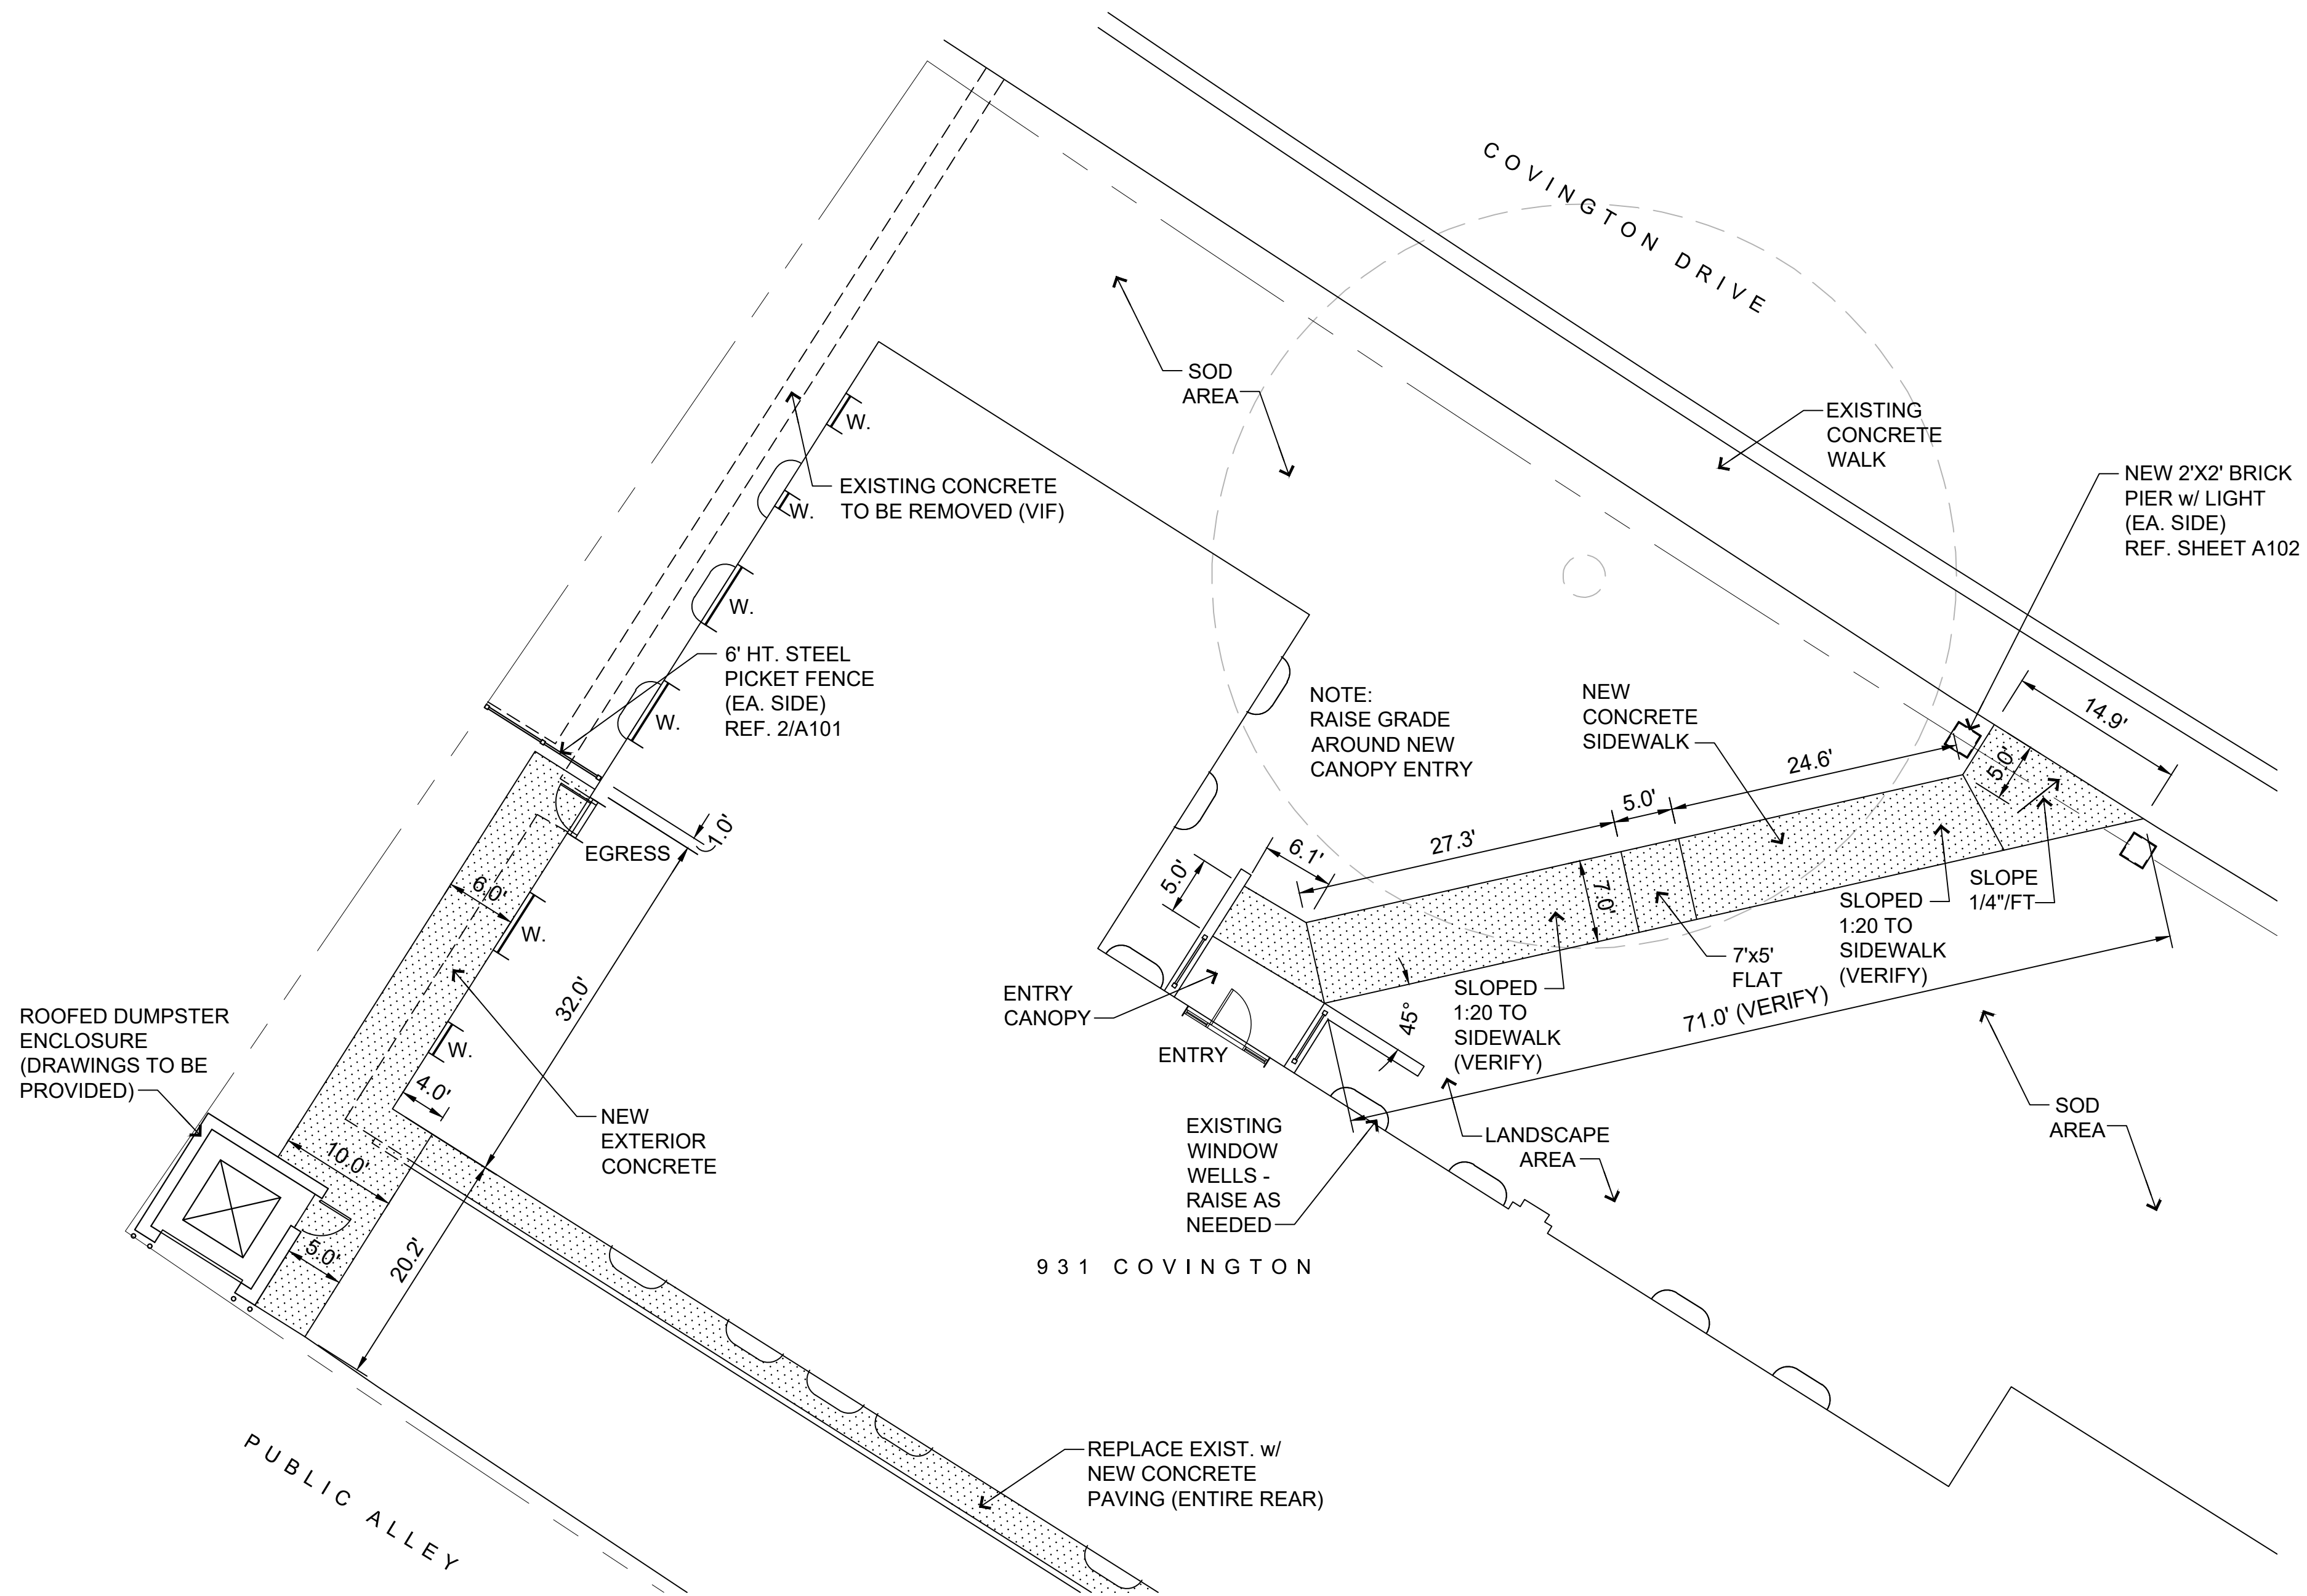 COVINGTON DRIVE
SOD
AREA
EXISTING
CONCRETE
WALK
NEW 2'X2' BRICK
PIER w/ LIGHT
(EA. SIDE)
REF. SHEET A102
W.
EXISTING CONCRETE
TO BE REMOVED (VIF)
W.
W.
6' HT. STEEL
PICKET FENCE
(EA. SIDE)
REF. 2/A101
W.
NOTE:
RAISE GRADE
AROUND NEW
CANOPY ENTRY
NEW
CONCRETE
SIDEWALK
14.9'
24.6'
5.0'
5.0'
27.3'
6.1'
5.0'
7.0'
1.0'
EGRESS
6.0'
W.
32.0'
W.
4.0'
ROOFED DUMPSTER
ENCLOSURE
(DRAWINGS TO BE
PROVIDED)
NEW
EXTERIOR
CONCRETE
10.0'
5.0'
20.2'
ENTRY
CANOPY
ENTRY
45°
SLOPED
1:20 TO
SIDEWALK
(VERIFY)
7'x5'
FLAT
SLOPED
1:20 TO
SIDEWALK
(VERIFY)
SLOPE
1/4"/FT
71.0' (VERIFY)
EXISTING
WINDOW
WELLS -
RAISE AS
NEEDED
LANDSCAPE
AREA
SOD
AREA
931 COVINGTON
REPLACE EXIST. w/
NEW CONCRETE
PAVING (ENTIRE REAR)
PUBLIC ALLEY